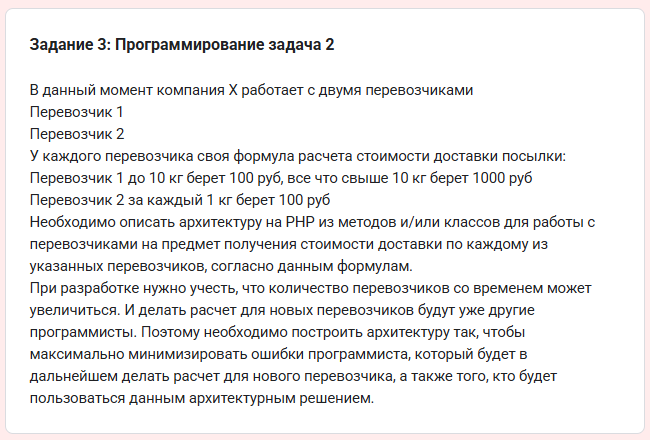 Задание 3: Программирование задача 2
В данный момент компания X работает с двумя перевозчиками
Перевозчик 1
Перевозчик 2
У каждого перевозчика своя формула расчета стоимости доставки посылки:
Перевозчик 1 до 10 кг берет 100 руб, все что cвыше 10 кг берет 1000 руб
Перевозчик 2 за каждый 1 кг берет 100 руб
Необходимо описать архитектуру на PHP из методов и/или классов для работы с
перевозчиками на предмет получения стоимости доставки по каждому из
указанных перевозчиков, согласно данным формулам.
При разработке нужно учесть, что количество перевозчиков со временем может
увеличиться. И делать расчет для новых перевозчиков будут уже другие
программисты. Поэтому необходимо построить архитектуру так, чтобы
максимально минимизировать ошибки программиста, который будет в
дальнейшем делать расчет для нового перевозчика, а также того, кто будет
пользоваться данным архитектурным решением.